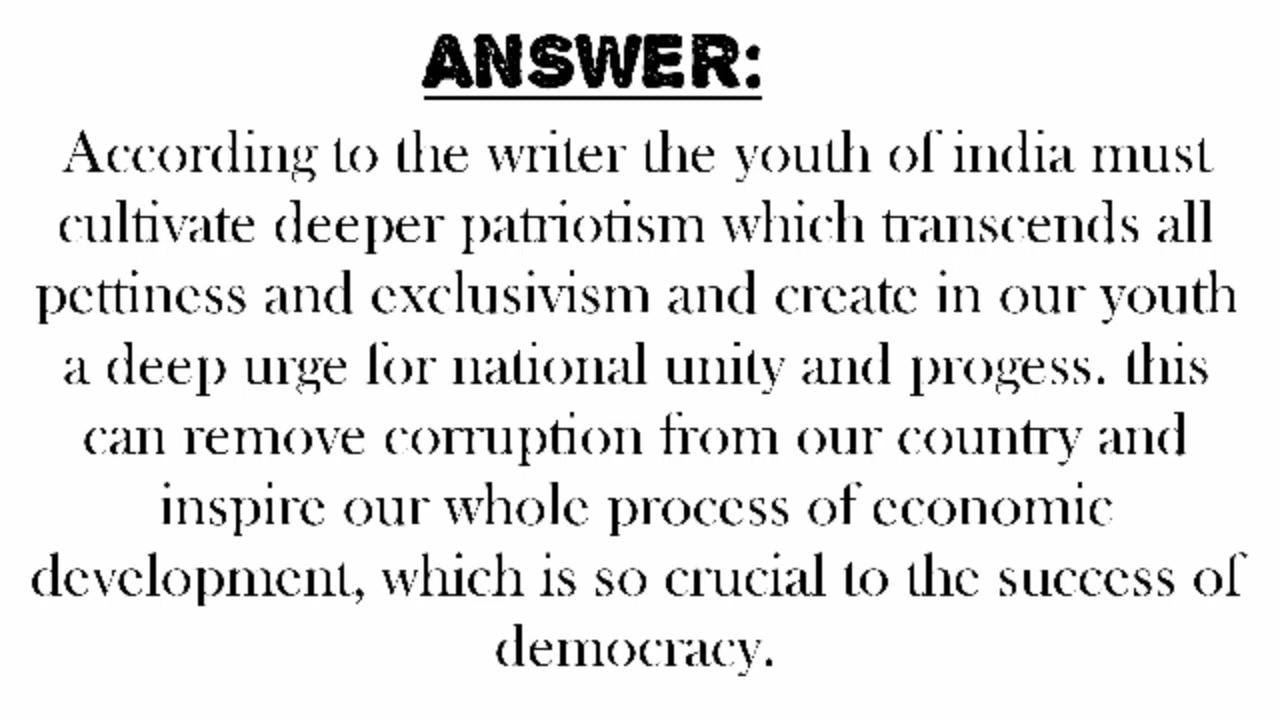 ANSWER:
According to the writer the youth of india must
cultivate deeper patriotism which transcends all
pettiness and exclusivism and create in our youth
a deep urge for national unity and progess. this
can remove corruption from our country and
inspire our whole process of economic
development, which is so crucial to the success of
democracy.